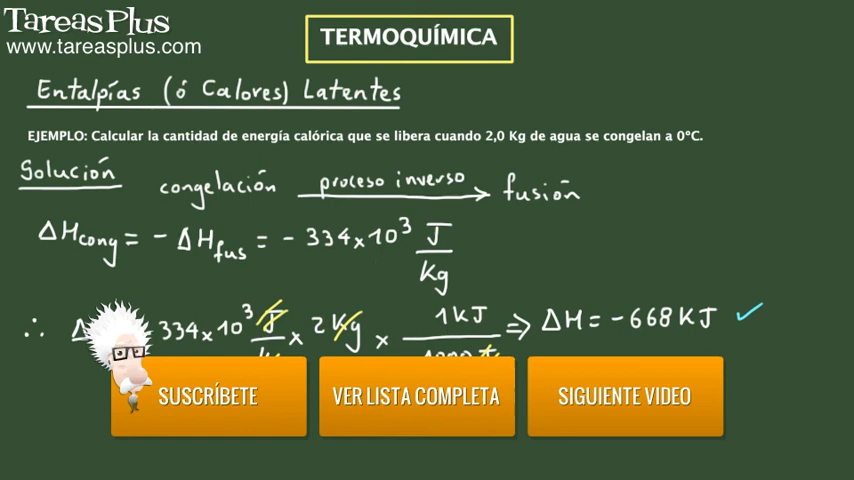 TareasPlus
www.tareasplus.com
TERMOQUÍMICA
Entalpías (ó Calores) Latentes
EJEMPLO: Calcular la cantidad de energía calórica que se libera cuando 2,0 Kg de agua se congelan a 0°C.
Solución
congelación proceso inverso fusión
ΔHcong = - ΔHfus = - 334x10³ J/Kg
∴ 334x10³ J x 2Kg x 1KJ ⇒ ΔH = -668 KJ ✓
SUSCRÍBETE
VER LISTA COMPLETA
SIGUIENTE VIDEO